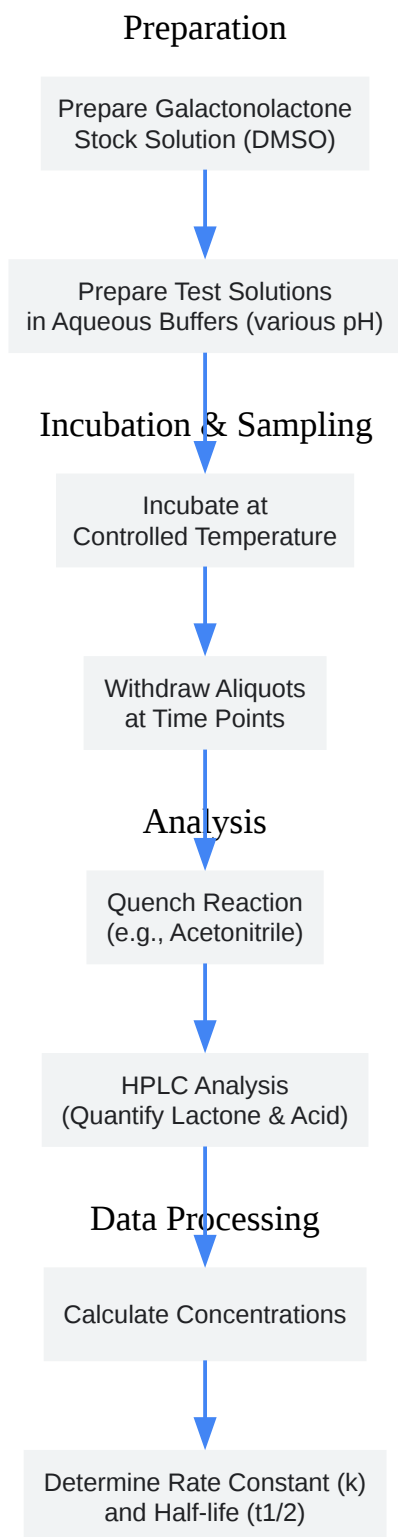 Preparation
Prepare Galactonolactone
Stock Solution (DMSO)
Prepare Test Solutions
in Aqueous Buffers (various pH)
Incubation & Sampling
Incubate at
Controlled Temperature
Withdraw Aliquots
at Time Points
Analysis
Quench Reaction
(e.g., Acetonitrile)
HPLC Analysis
(Quantify Lactone & Acid)
Data Processing
Calculate Concentrations
Determine Rate Constant (k)
and Half-life (t1/2)